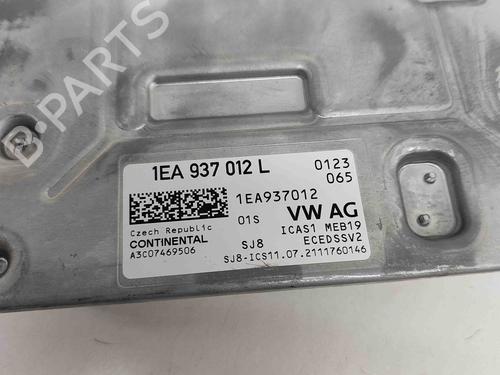 1EA 937 012 L 0123
065
1EA937012
01S VW AG
Czech Republic ICAS1 MEB19
CONTINENTAL SJ8 ECEDSSV2
A3C07469506 SJ8-ICS11.07.2111760146
B-PARTS